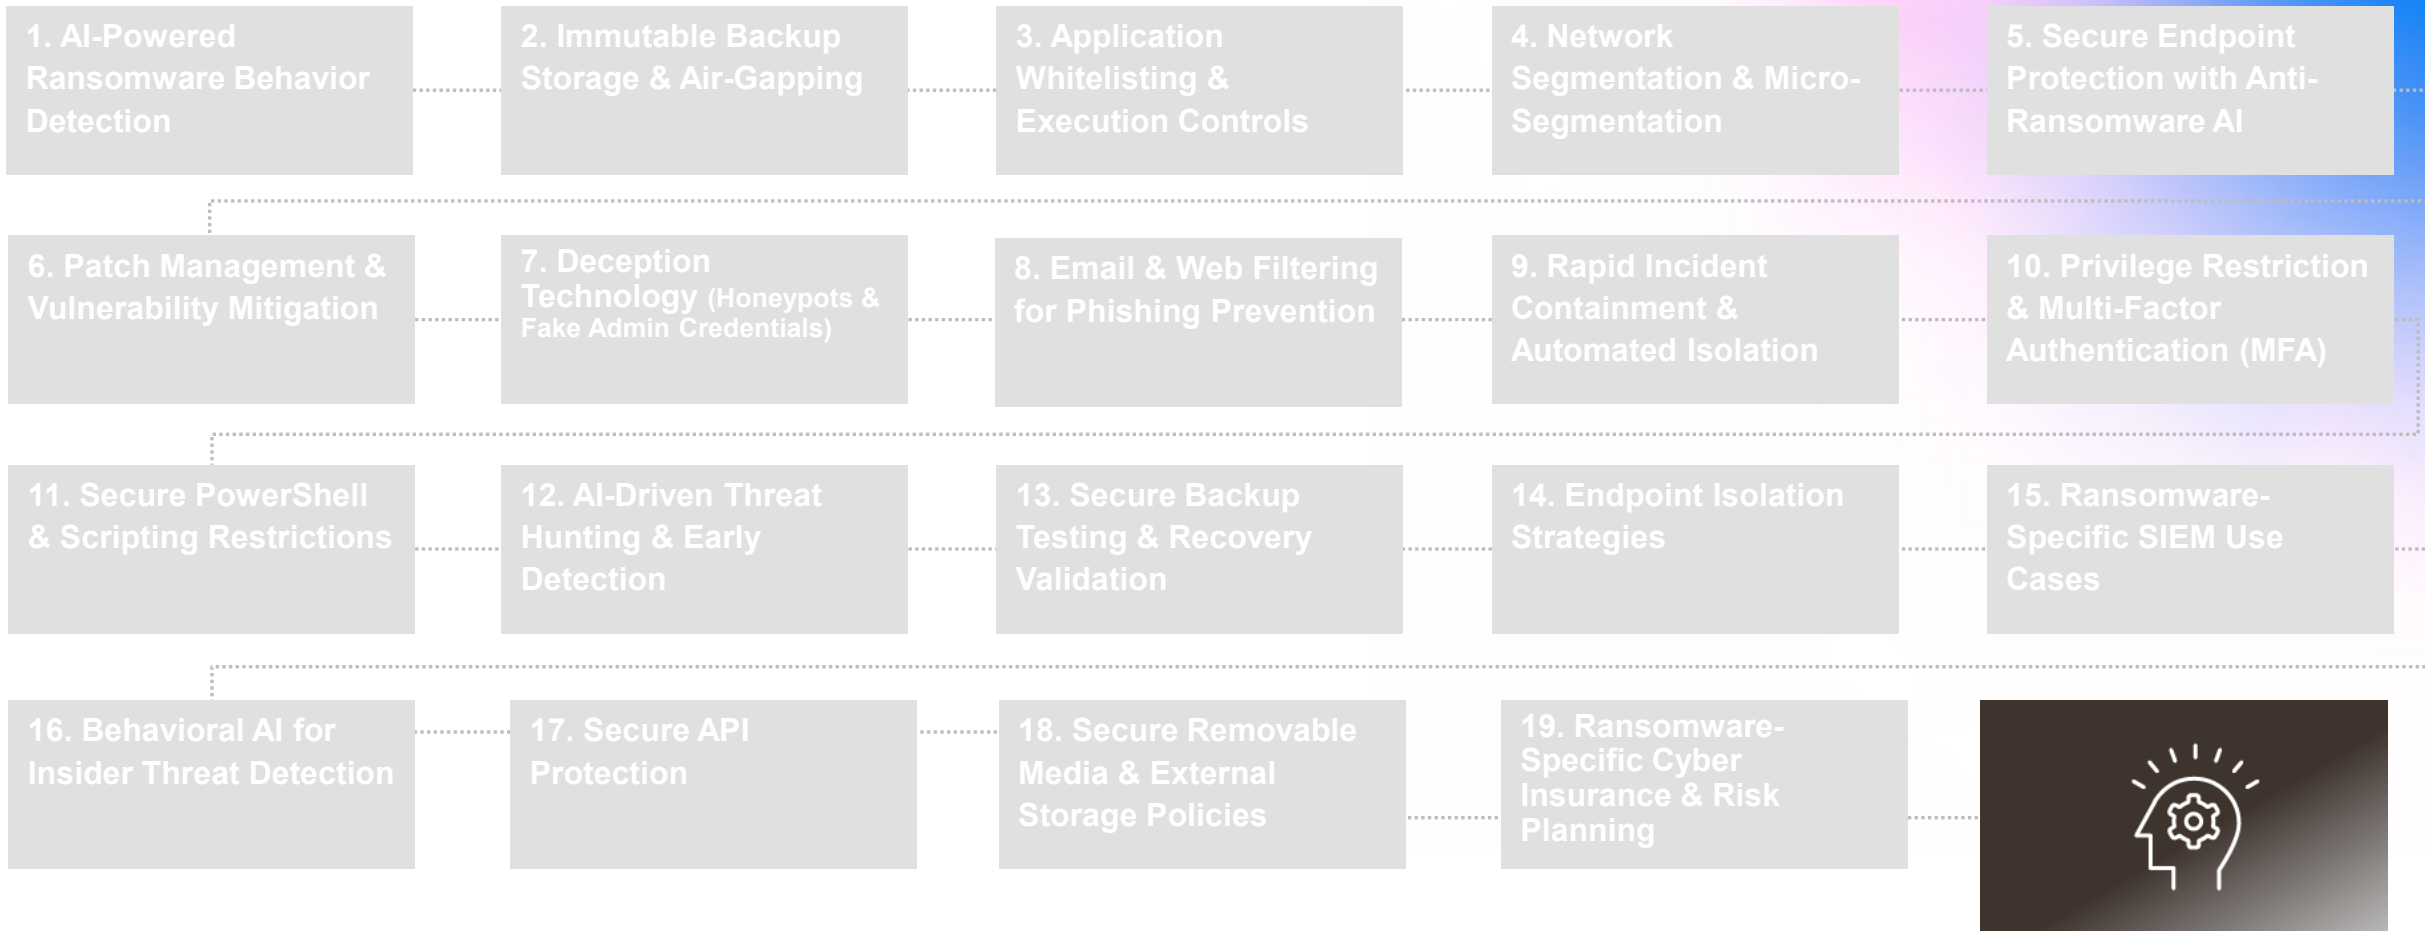 1. AI-Powered
Ransomware Behavior
Detection
2. Immutable Backup
Storage & Air-Gapping
3. Application
Whitelisting &
Execution Controls
4. Network
Segmentation & Micro-
Segmentation
5. Secure Endpoint
Protection with Anti-
Ransomware AI
6. Patch Management &
Vulnerability Mitigation
7. Deception
Technology (Honeypots &
Fake Admin Credentials)
8. Email & Web Filtering
for Phishing Prevention
9. Rapid Incident
Containment &
Automated Isolation
10. Privilege Restriction
& Multi-Factor
Authentication (MFA)
11. Secure PowerShell
& Scripting Restrictions
12. AI-Driven Threat
Hunting & Early
Detection
13. Secure Backup
Testing & Recovery
Validation
14. Endpoint Isolation
Strategies
15. Ransomware-
Specific SIEM Use
Cases
16. Behavioral AI for
Insider Threat Detection
17. Secure API
Protection
18. Secure Removable
Media & External
Storage Policies
19. Ransomware-
Specific Cyber
Insurance & Risk
Planning